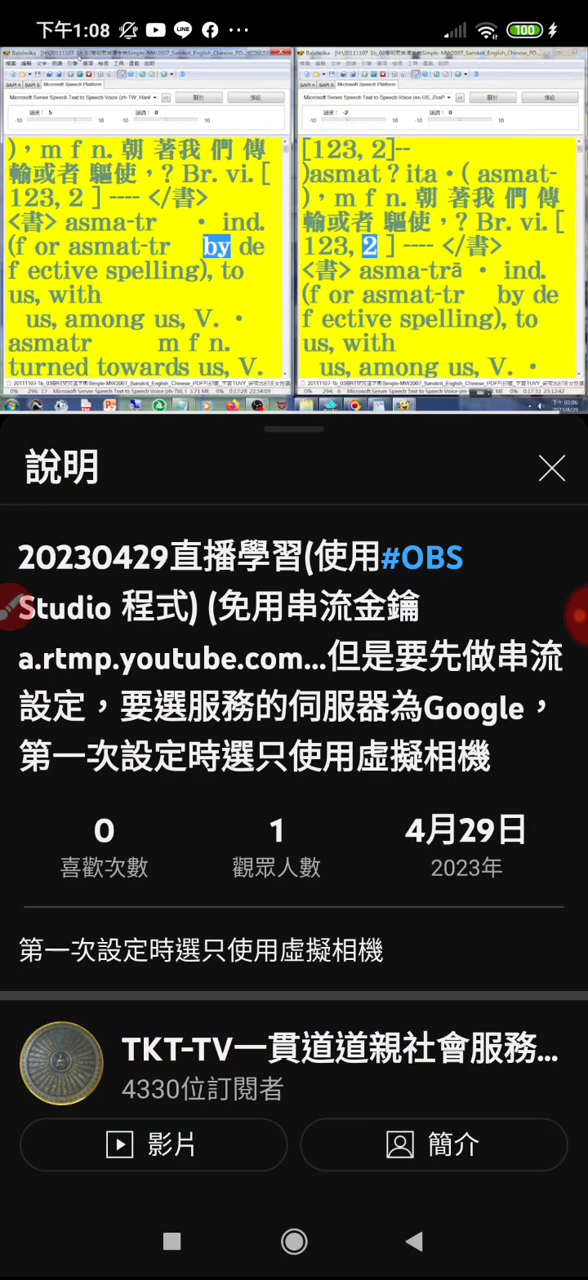 下午1:08
100
Microsoft Speech Platform
Microsoft Speech Platform
)，m f n. 朝 著我 們 傳
輸或者 驅使，? Br. vi. [
123, 2 ] ---- </書>
<書> asma-tr • ind.
(f or asmat-tr by de
f ective spelling), to
us, with
us, among us, V. •
asmatr m f n.
turned towards us, V.
[123, 2]--
)asmat ? ita • ( asmat-
)，m f n. 朝 著我 們 傳
輸或者 驅使，? Br. vi. [
123, 2 ] ---- </書>
<書> asma-trā • ind.
(f or asmat-tr by de
f ective spelling), to
us, with
us, among us, V. •
說明
20230429直播學習(使用#OBS
Studio 程式) (免用串流金鑰
a.rtmp.youtube.com...但是要先做串流
設定，要選服務的伺服器為Google，
第一次設定時選只使用虛擬相機
0
喜歡次數
1
觀眾人數
4月29日
2023年
第一次設定時選只使用虛擬相機
TKT-TV一貫道道親社會服務...
4330位訂閱者
影片
簡介